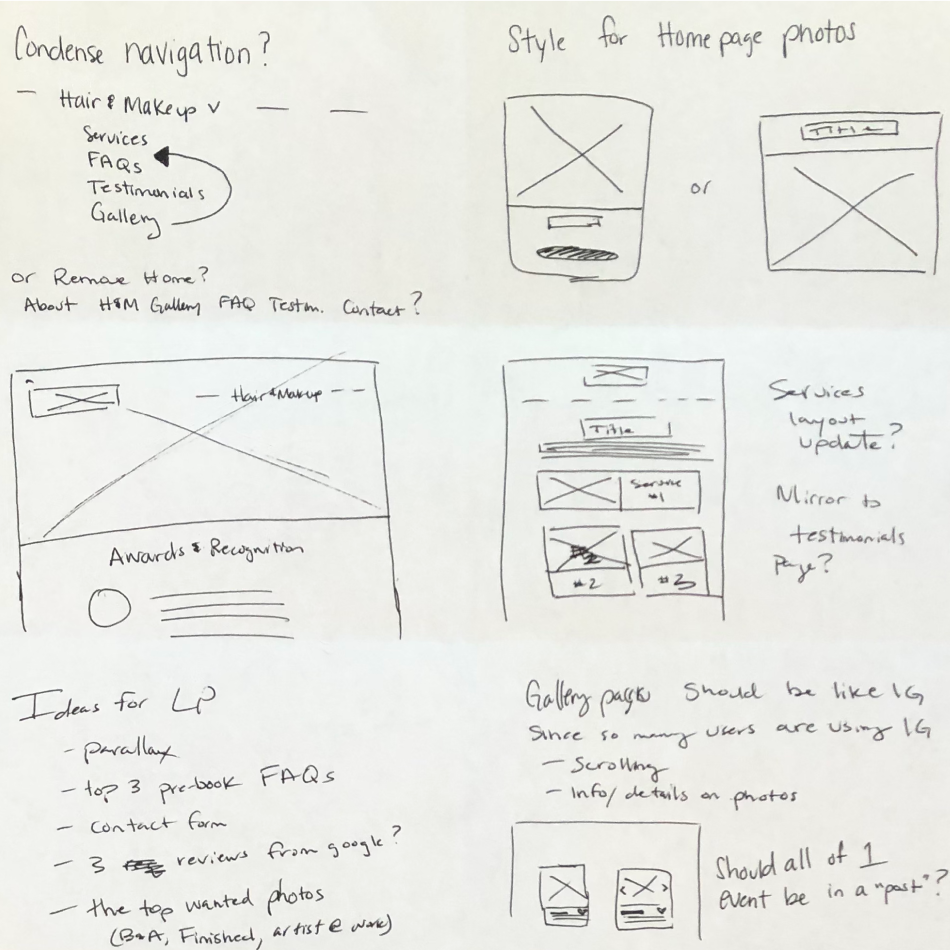 Condense navigation?
— Hair & Makeup v — —
Services
FAQs
Testimonials
Gallery
or Remove Home?
About H&M Gallery FAQ Testim. Contact?
Style for Homepage photos
or
Title
— Hair & Makeup - -
Awards & Recognition
Title
Service
#1
#2
#3
Services
layout
update?
Mirror to
testimonials
page?
Ideas for LP
- parallax
- top 3 pre-book FAQs
- contact form
- 3 reviews from google?
- the top wanted photos
(B&A, Finished, artist @ work)
Gallery page Should be like IG
Since so many users are using IG
- Scrolling
- Info/details on photos
Should all of 1
event be in a "post"?